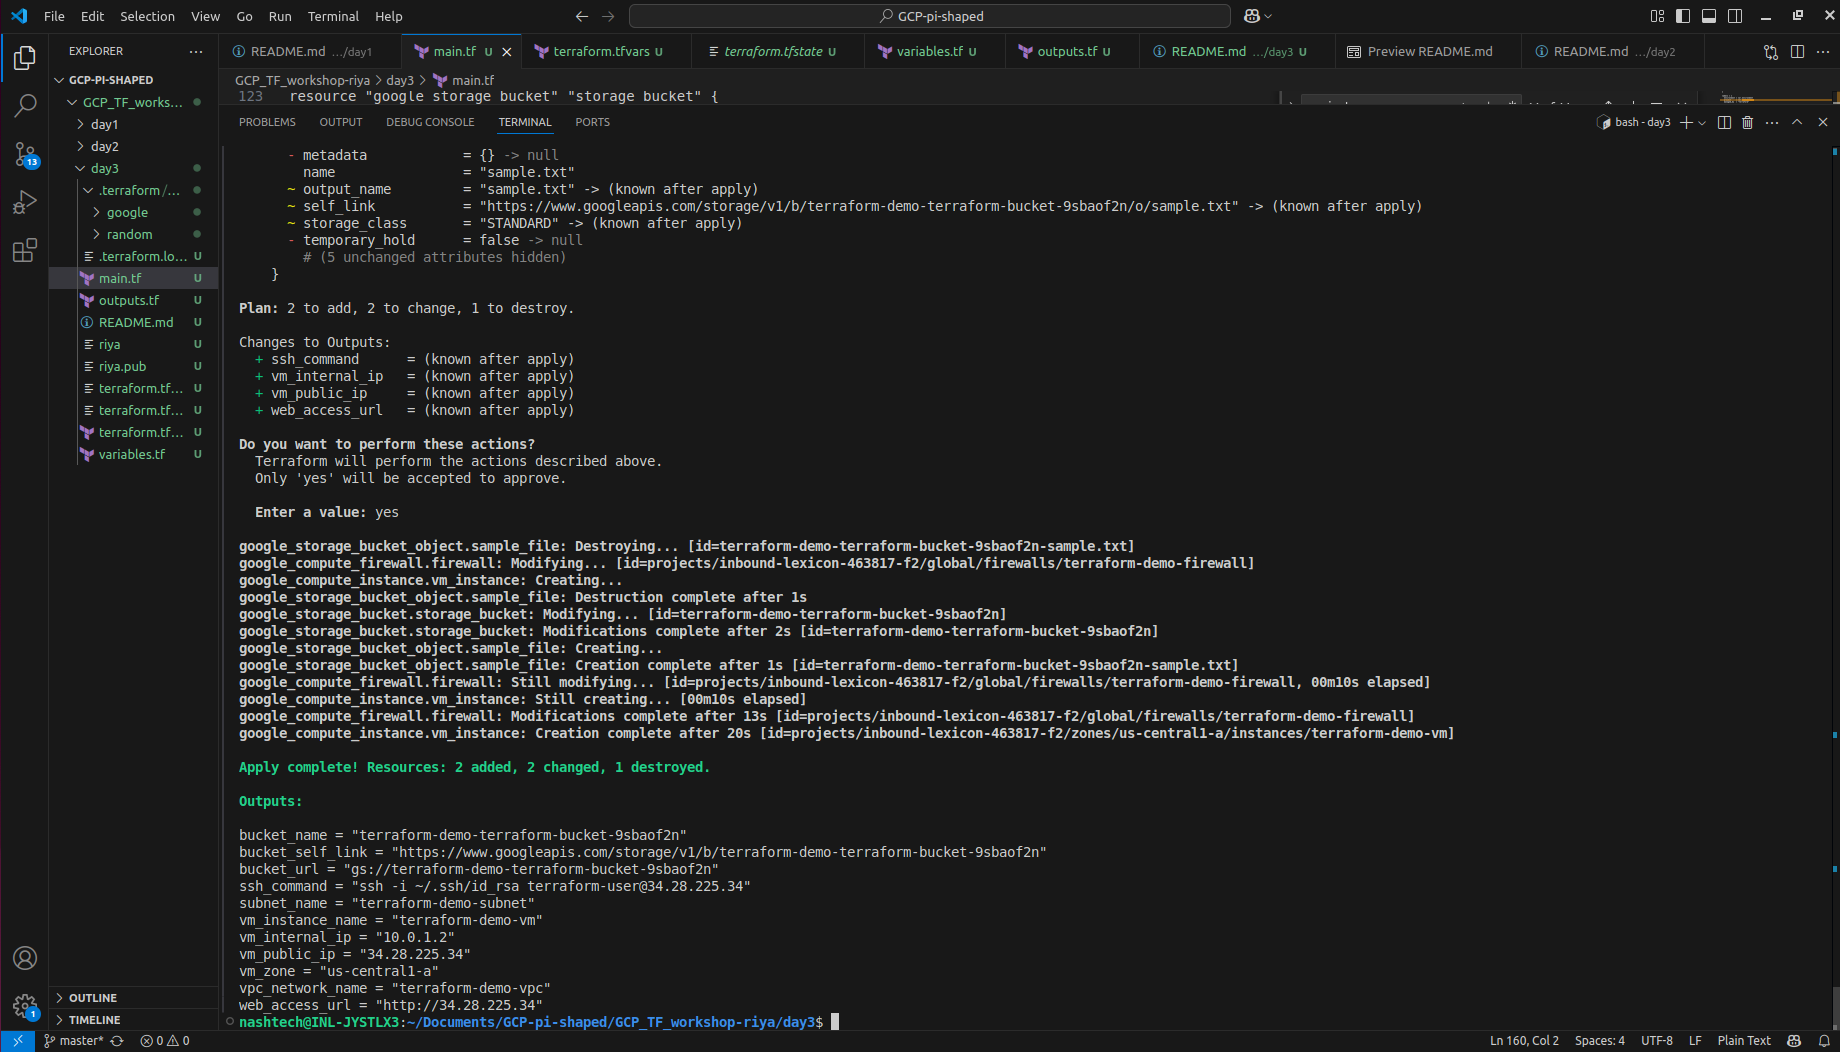 File Edit Selection View Go Run Terminal Help
GCP-pi-shaped
EXPLORER
GCP-PI-SHAPED
GCP_TF_works...
day1
day2
day3
.terraform/...
google
random
.terraform.lo... U
main.tf U
outputs.tf U
README.md U
riya U
riya.pub U
terraform.tf... U
terraform.tf... U
terraform.tf... U
variables.tf U
OUTLINE
TIMELINE
13
1
README.md .../day1
main.tf U
terraform.tfvars U
terraform.tfstate U
variables.tf U
outputs.tf U
README.md .../day3 U
Preview README.md
README.md .../day2
GCP_TF_workshop-riya > day3 > main.tf
123 resource "google_storage_bucket" "storage_bucket" {
PROBLEMS OUTPUT DEBUG CONSOLE TERMINAL PORTS
bash - day3
- metadata = {} -> null
name = "sample.txt"
~ output_name = "sample.txt" -> (known after apply)
~ self_link = "https://www.googleapis.com/storage/v1/b/terraform-demo-terraform-bucket-9sbaof2n/o/sample.txt" -> (known after apply)
~ storage_class = "STANDARD" -> (known after apply)
- temporary_hold = false -> null
# (5 unchanged attributes hidden)
}
Plan: 2 to add, 2 to change, 1 to destroy.
Changes to Outputs:
+ ssh_command = (known after apply)
+ vm_internal_ip = (known after apply)
+ vm_public_ip = (known after apply)
+ web_access_url = (known after apply)
Do you want to perform these actions?
Terraform will perform the actions described above.
Only 'yes' will be accepted to approve.
Enter a value: yes
google_storage_bucket_object.sample_file: Destroying... [id=terraform-demo-terraform-bucket-9sbaof2n-sample.txt]
google_compute_firewall.firewall: Modifying... [id=projects/inbound-lexicon-463817-f2/global/firewalls/terraform-demo-firewall]
google_compute_instance.vm_instance: Creating...
google_storage_bucket_object.sample_file: Destruction complete after 1s
google_storage_bucket.storage_bucket: Modifying... [id=terraform-demo-terraform-bucket-9sbaof2n]
google_storage_bucket.storage_bucket: Modifications complete after 2s [id=terraform-demo-terraform-bucket-9sbaof2n]
google_storage_bucket_object.sample_file: Creating...
google_storage_bucket_object.sample_file: Creation complete after 1s [id=terraform-demo-terraform-bucket-9sbaof2n-sample.txt]
google_compute_firewall.firewall: Still modifying... [id=projects/inbound-lexicon-463817-f2/global/firewalls/terraform-demo-firewall, 00m10s elapsed]
google_compute_instance.vm_instance: Still creating... [00m10s elapsed]
google_compute_firewall.firewall: Modifications complete after 13s [id=projects/inbound-lexicon-463817-f2/global/firewalls/terraform-demo-firewall]
google_compute_instance.vm_instance: Creation complete after 20s [id=projects/inbound-lexicon-463817-f2/zones/us-central1-a/instances/terraform-demo-vm]
Apply complete! Resources: 2 added, 2 changed, 1 destroyed.
Outputs:
bucket_name = "terraform-demo-terraform-bucket-9sbaof2n"
bucket_self_link = "https://www.googleapis.com/storage/v1/b/terraform-demo-terraform-bucket-9sbaof2n"
bucket_url = "gs://terraform-demo-terraform-bucket-9sbaof2n"
ssh_command = "ssh -i ~/.ssh/id_rsa terraform-user@34.28.225.34"
subnet_name = "terraform-demo-subnet"
vm_instance_name = "terraform-demo-vm"
vm_internal_ip = "10.0.1.2"
vm_public_ip = "34.28.225.34"
vm_zone = "us-central1-a"
vpc_network_name = "terraform-demo-vpc"
web_access_url = "http://34.28.225.34"
nashtech@INL-JYSTLX3:~/Documents/GCP-pi-shaped/GCP_TF_workshop-riya/day3$
master* 0 0
Ln 160, Col 2 Spaces: 4 UTF-8 LF Plain Text